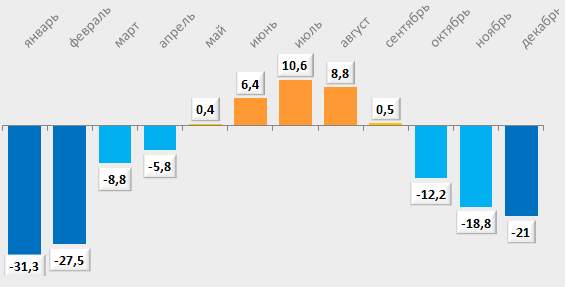 январь
февраль
март
апрель
май
июнь
июль
август
сентябрь
октябрь
ноябрь
декабрь
-31,3
-27,5
-8,8
-5,8
0,4
6,4
10,6
8,8
0,5
-12,2
-18,8
-21